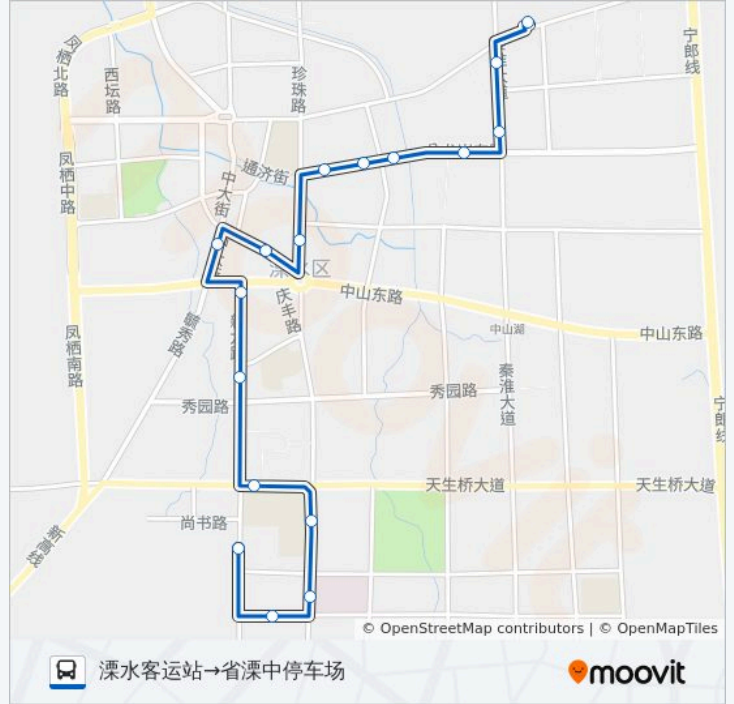 凤栖北路
西坛路
珍珠路
宁郎线
凤栖中路
通济街
中大街
溧水区
庆丰路
中山东路
毓秀路
中山湖
中山东路
凤栖南路
秦淮大道
秀园路
秀园路
宁郎线
天生桥大道
天生桥大道
尚书路
新高线
© OpenStreetMap contributors | © OpenMapTiles
溧水客运站→省溧中停车场
moovit